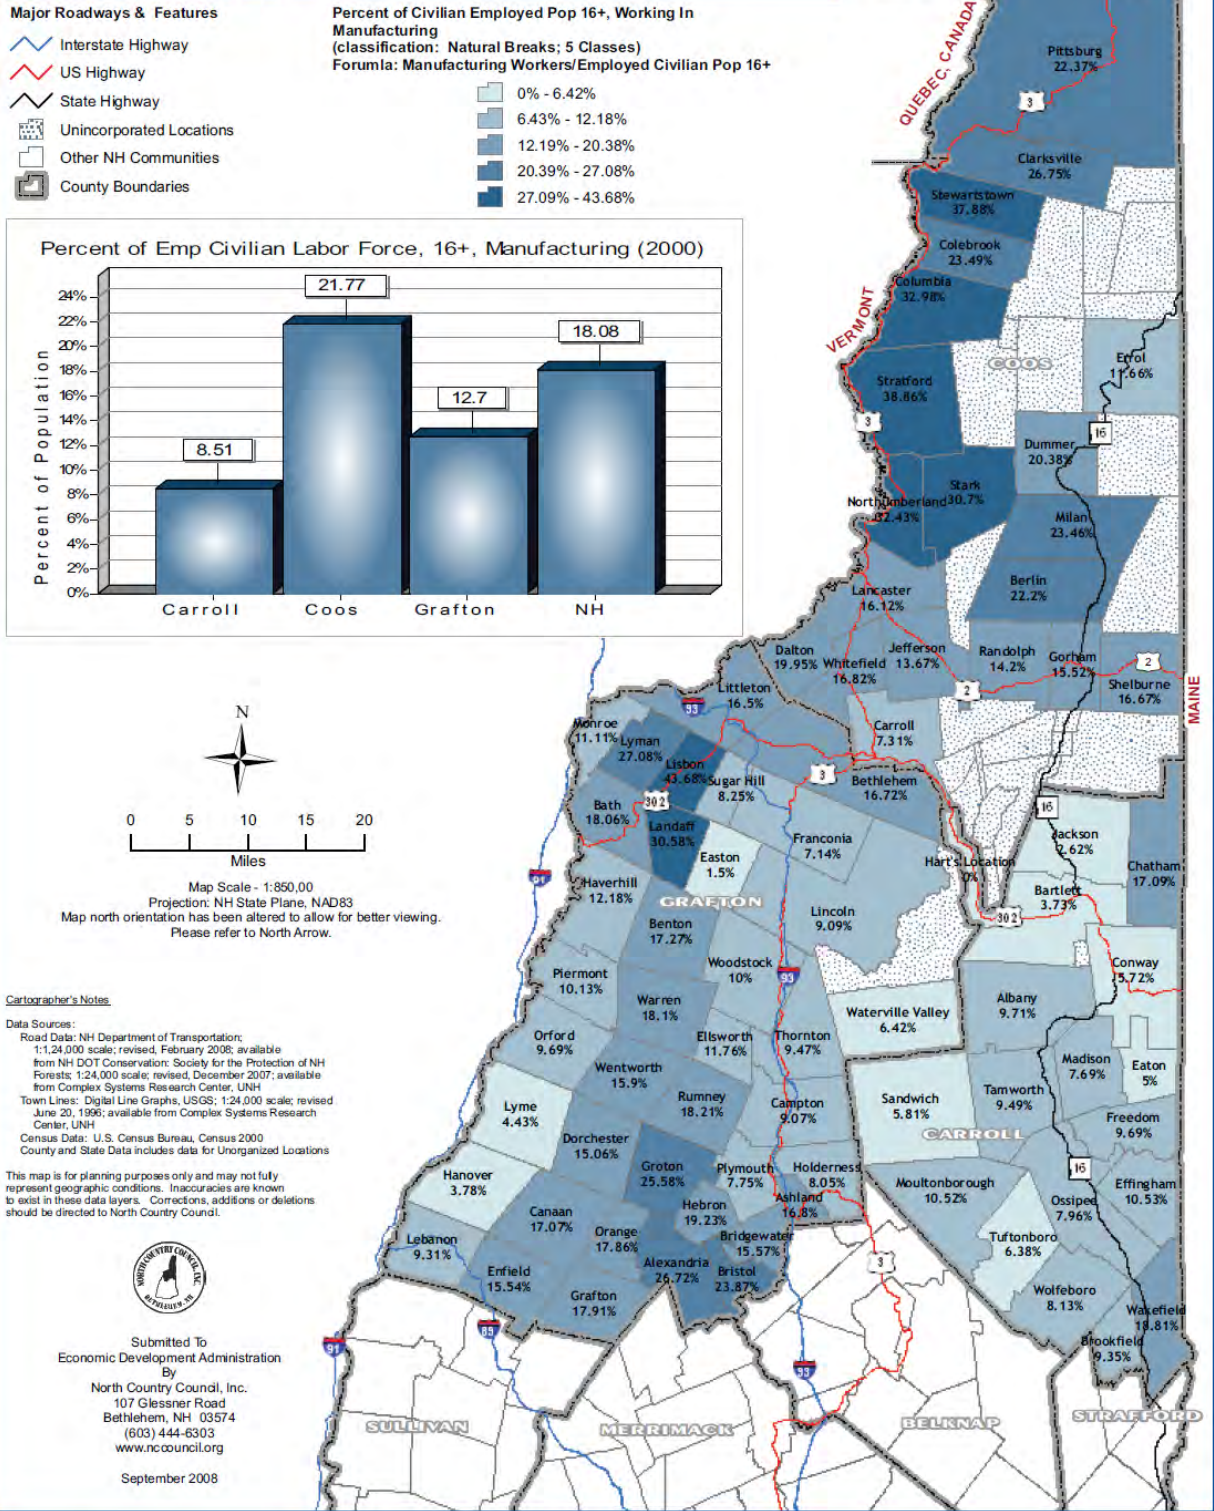 Major Roadways & Features
Interstate Highway
US Highway
State Highway
Unincorporated Locations
Other NH Communities
County Boundaries
Percent of Civilian Employed Pop 16+, Working In
Manufacturing
(classification: Natural Breaks; 5 Classes)
Forumla: Manufacturing Workers/Employed Civilian Pop 16+
0% - 6.42%
6.43% - 12.18%
12.19% - 20.38%
20.39% - 27.08%
27.09% - 43.68%
Percent of Emp Civilian Labor Force, 16+, Manufacturing (2000)
Percent of Population
24%
22%
20%
18%
16%
14%
12%
10%
8%
6%
4%
2%
0%
8.51
21.77
12.7
18.08
Carroll
Coos
Grafton
NH
N
0 5 10 15 20
Miles
Map Scale - 1:850,00
Projection: NH State Plane, NAD83
Map north orientation has been altered to allow for better viewing.
Please refer to North Arrow.
Cartographer's Notes
Data Sources:
Road Data: NH Department of Transportation;
1:1,24,000 scale; revised, February 2008; available
from NH DOT Conservation: Society for the Protection of NH
Forests; 1:24,000 scale; revised, December 2007; available
from Complex Systems Research Center, UNH
Town Lines: Digital Line Graphs, USGS; 1:24,000 scale; revised
June 20, 1996; available from Complex Systems Research
Center, UNH
Census Data: U.S. Census Bureau, Census 2000
County and State Data includes data for Unorganized Locations
This map is for planning purposes only and may not fully
represent geographic conditions. Inaccuracies are known
to exist in these data layers. Corrections, additions or deletions
should be directed to North Country Council.
NORTH COUNTRY COUNCIL, INC.
BETHLEHEM, NH
Submitted To
Economic Development Administration
By
North Country Council, Inc.
107 Glessner Road
Bethlehem, NH 03574
(603) 444-6303
www.nccouncil.org
September 2008
QUEBEC, CANADA
VERMONT
MAINE
Pittsburg
22.37%
3
Clarksville
26.75%
Stewartstown
37.88%
Colebrook
23.49%
Columbia
32.98%
COOS
Errol
11.66%
Stratford
38.86%
3
16
Dummer
20.38%
Stark
30.7%
Northumberland
32.43%
Milan
23.46%
Berlin
22.2%
Lancaster
16.12%
Dalton
19.95%
Whitefield
16.82%
Jefferson
13.67%
Randolph
14.2%
Gorham
15.52%
2
Shelburne
16.67%
2
Littleton
16.5%
93
Carroll
7.31%
Monroe
11.11%
Lyman
27.08%
Lisbon
43.68%
Sugar Hill
8.25%
3
Bethlehem
16.72%
Bath
18.06%
302
Landaff
30.58%
Easton
1.5%
Franconia
7.14%
16
Jackson
2.62%
Hart's Location
0%
Chatham
17.09%
Bartlett
3.73%
302
91
Haverhill
12.18%
GRAFTON
Benton
17.27%
Lincoln
9.09%
Woodstock
10%
93
Conway
5.72%
Piermont
10.13%
Warren
18.1%
Waterville Valley
6.42%
Albany
9.71%
Orford
9.69%
Ellsworth
11.76%
Thornton
9.47%
Madison
7.69%
Eaton
5%
Wentworth
15.9%
Rumney
18.21%
Campton
9.07%
Sandwich
5.81%
Tamworth
9.49%
Lyme
4.43%
Freedom
9.69%
CARROLL
Dorchester
15.06%
Groton
25.58%
Plymouth
7.75%
Holderness
8.05%
16
Hanover
3.78%
Ashland
16.8%
Moultonborough
10.52%
Ossipee
7.96%
Effingham
10.53%
Canaan
17.07%
Hebron
19.23%
Orange
17.86%
Bridgewater
15.57%
Tuftonboro
6.38%
Lebanon
9.31%
Enfield
15.54%
Alexandria
26.72%
Bristol
23.87%
3
Grafton
17.91%
Wolfeboro
8.13%
Wakefield
18.81%
Brookfield
9.35%
89
91
93
SULLIVAN
MERRIMACK
BELKNAP
STRAFFORD